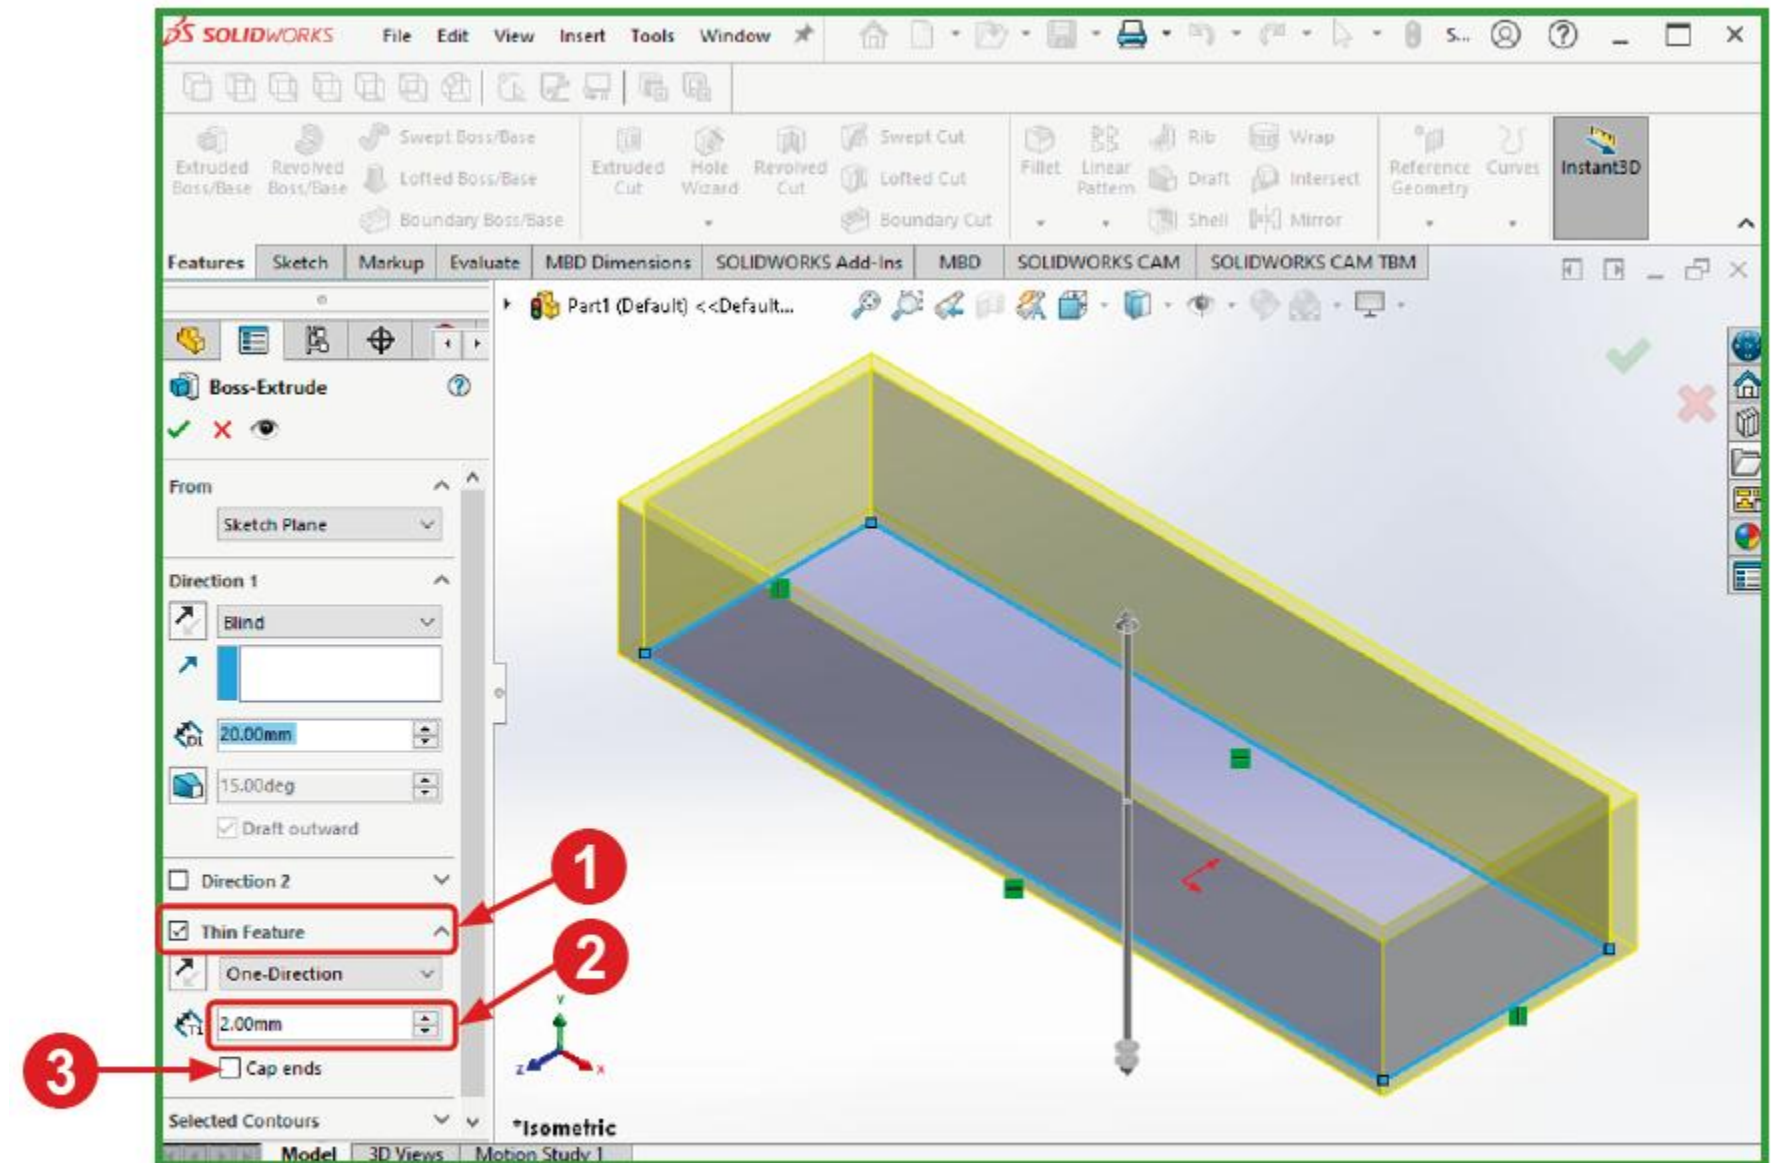 SOLIDWORKS File Edit View Insert Tools Window S...
Extruded Boss/Base
Revolved Boss/Base
Swept Boss/Base
Lofted Boss/Base
Boundary Boss/Base
Extruded Cut
Hole Wizard
Revolved Cut
Swept Cut
Lofted Cut
Boundary Cut
Fillet
Linear Pattern
Rib
Draft
Shell
Wrap
Intersect
Mirror
Reference Geometry
Curves
Instant3D
Features Sketch Markup Evaluate MBD Dimensions SOLIDWORKS Add-Ins MBD SOLIDWORKS CAM SOLIDWORKS CAM TBM
Part1 (Default) <<Default...
Boss-Extrude
From
Sketch Plane
Direction 1
Blind
D1 20.00mm
15.00deg
Draft outward
Direction 2
1
Thin Feature
2
One-Direction
T1 2.00mm
3
Cap ends
Selected Contours
Y
Z
X
*Isometric
Model 3D Views Motion Study 1